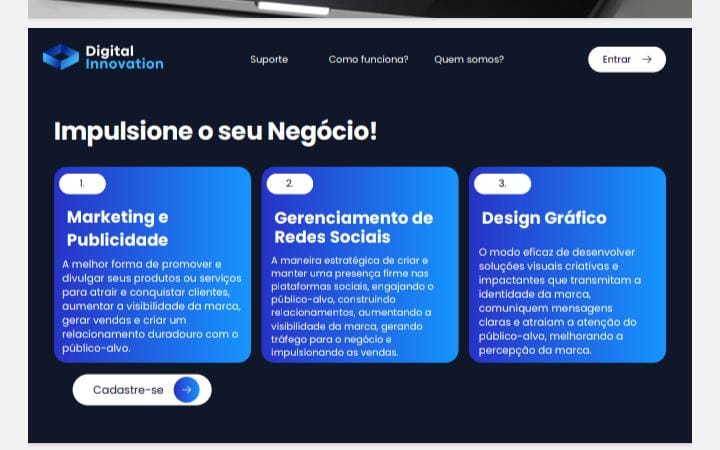 Digital
Innovation
Suporte
Como funciona?
Quem somos?
Entrar
Impulsione o seu Negócio!
1.
Marketing e
Publicidade
A melhor forma de promover e
divulgar seus produtos ou serviços
para atrair e conquistar clientes,
aumentar a visibilidade da marca,
gerar vendas e criar um
relacionamento duradouro com o
público-alvo.
2.
Gerenciamento de
Redes Sociais
A maneira estratégica de criar e
manter uma presença firme nas
plataformas sociais, engajando o
público-alvo, construindo
relacionamentos, aumentando a
visibilidade da marca, gerando
tráfego para o negócio e
impulsionando as vendas.
3.
Design Gráfico
O modo eficaz de desenvolver
soluções visuais criativas e
impactantes que transmitam a
identidade da marca,
comuniquem mensagens
claras e atraiam a atenção do
público-alvo, melhorando a
percepção da marca.
Cadastre-se